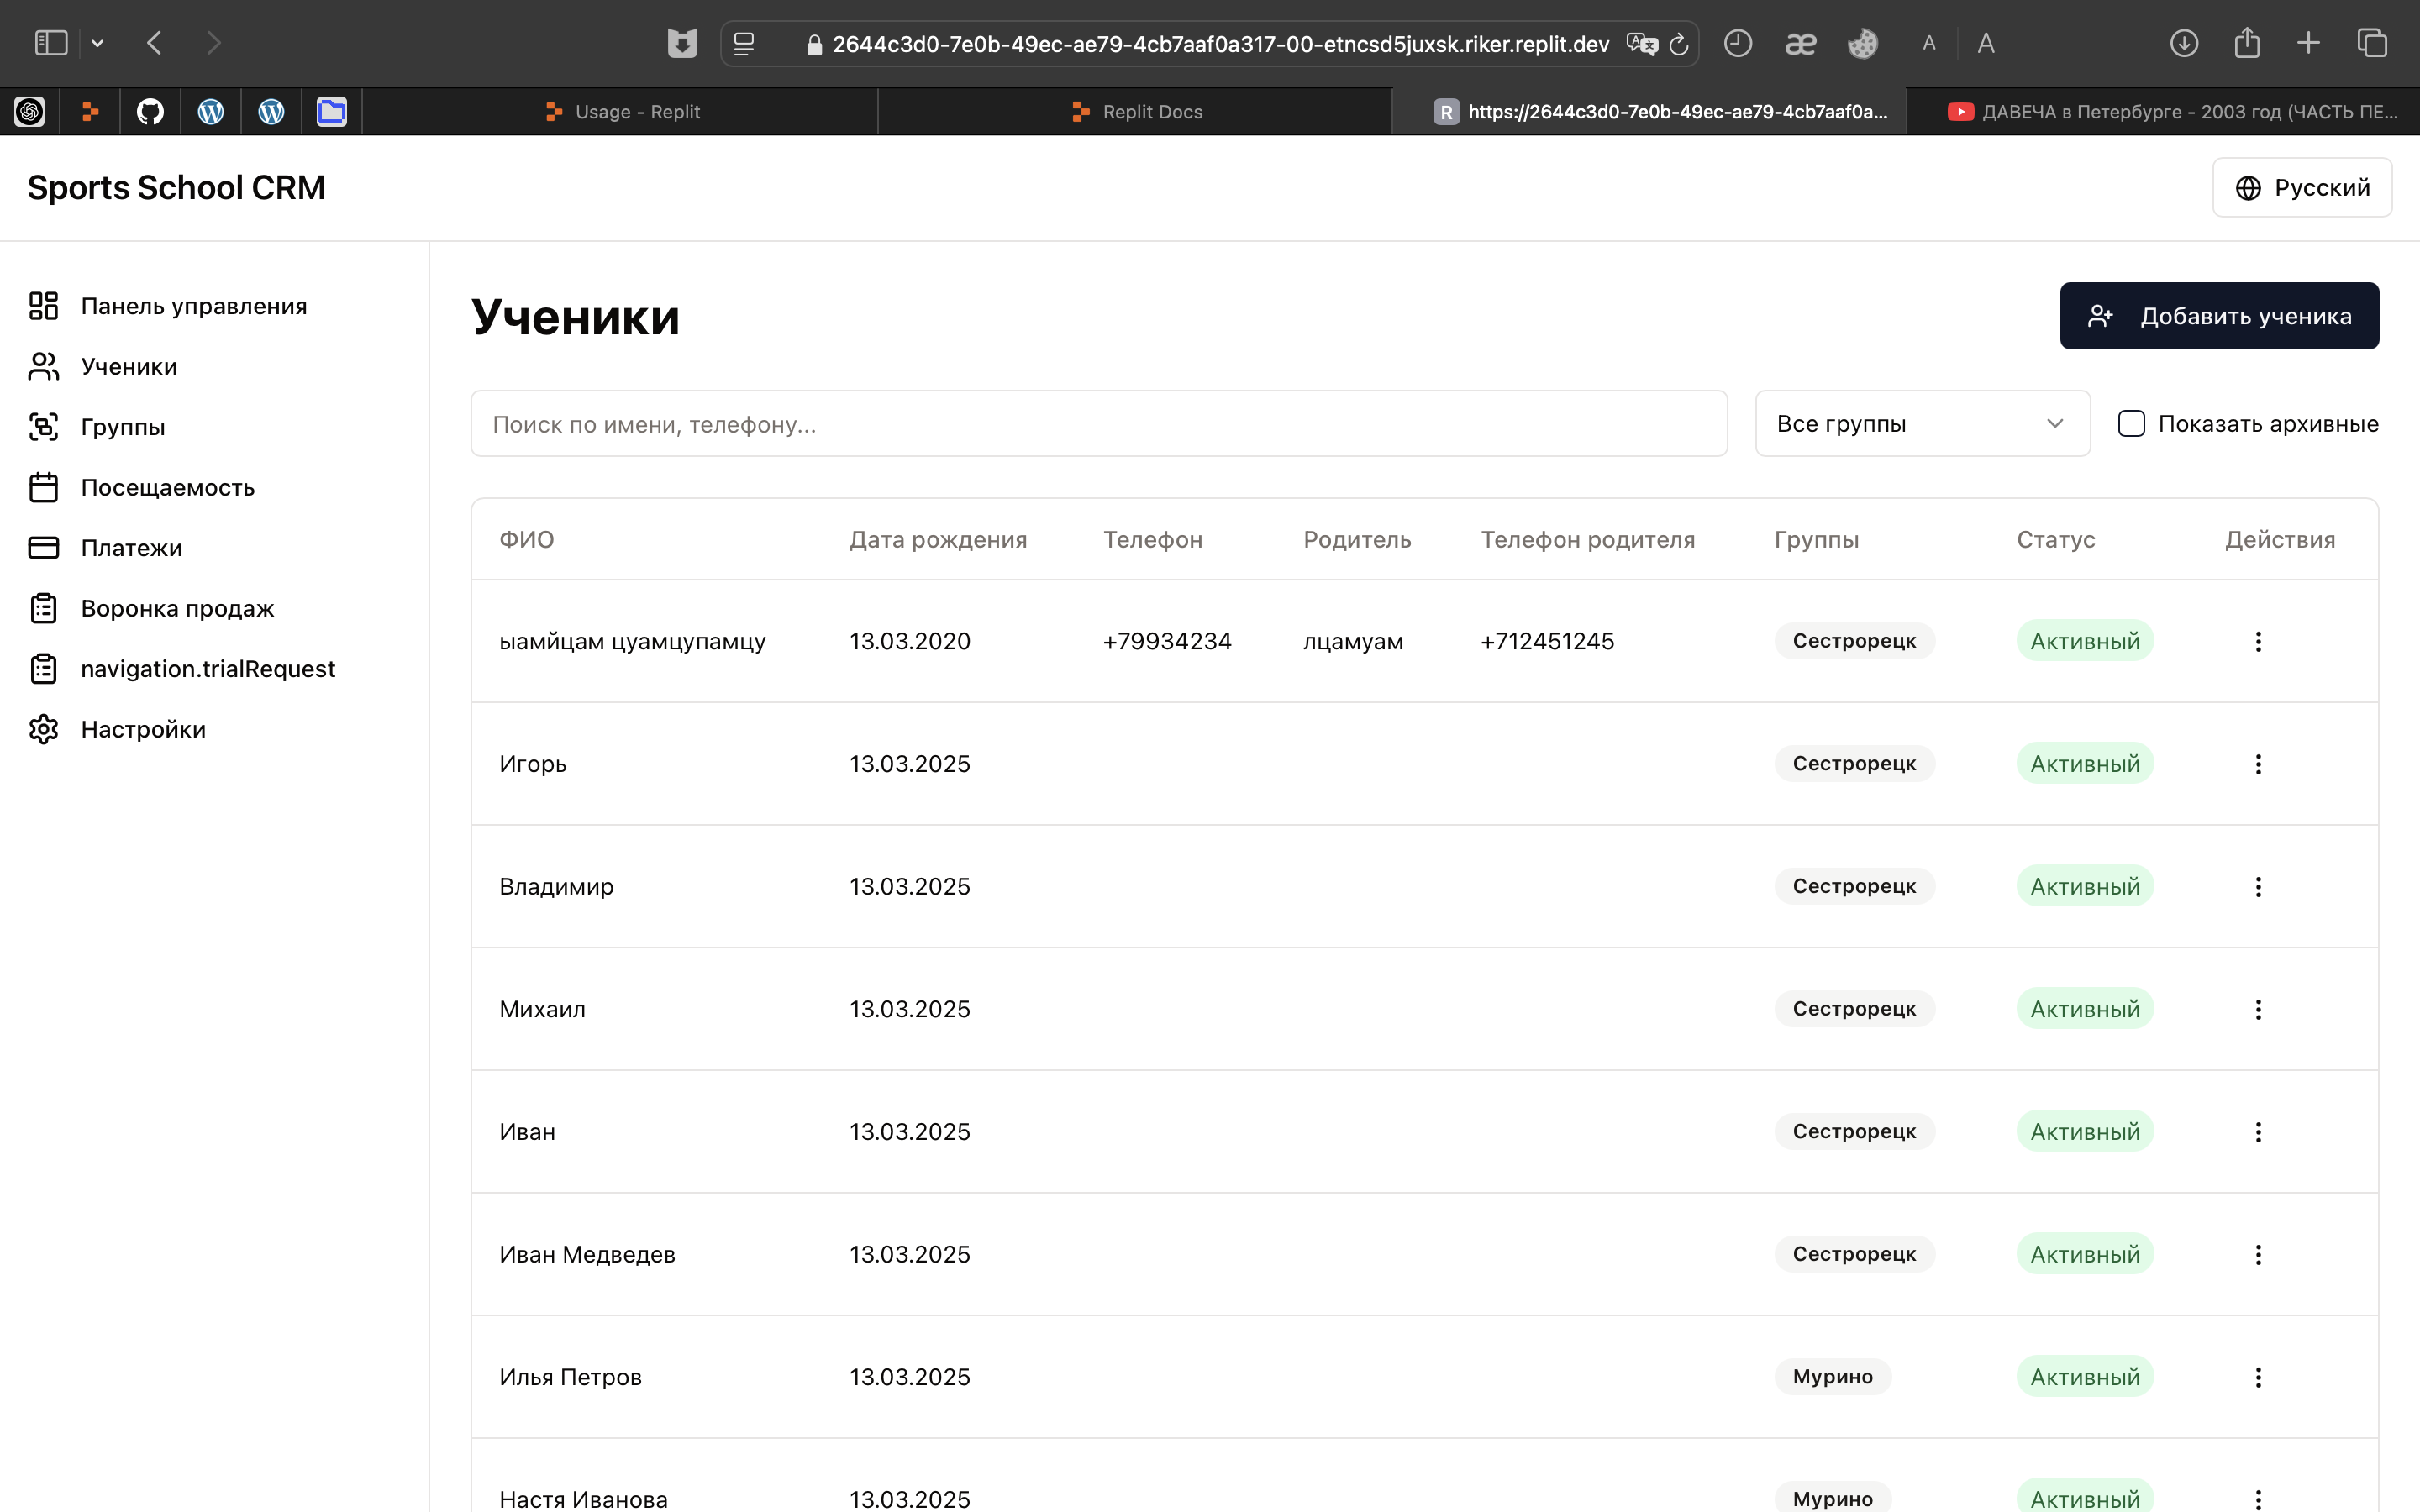 2644c3d0-7e0b-49ec-ae79-4cb7aaf0a317-00-etncsd5juxsk.riker.replit.dev æ A A
Usage - Replit Replit Docs R https://2644c3d0-7e0b-49ec-ae79-4cb7aaf0a... ДАВЕЧА в Петербурге - 2003 год (ЧАСТЬ ПЕ...
Sports School CRM
Русский
Панель управления
Ученики
Группы
Посещаемость
Платежи
Воронка продаж
navigation.trialRequest
Настройки
Ученики
Добавить ученика
Поиск по имени, телефону...
Все группы
Показать архивные
ФИО Дата рождения Телефон Родитель Телефон родителя Группы Статус Действия
ыамйцам цуамцупамцу 13.03.2020 +79934234 лцамуам +712451245 Сестрорецк Активный
Игорь 13.03.2025 Сестрорецк Активный
Владимир 13.03.2025 Сестрорецк Активный
Михаил 13.03.2025 Сестрорецк Активный
Иван 13.03.2025 Сестрорецк Активный
Иван Медведев 13.03.2025 Сестрорецк Активный
Илья Петров 13.03.2025 Мурино Активный
Настя Иванова 13.03.2025 Мурино Активный